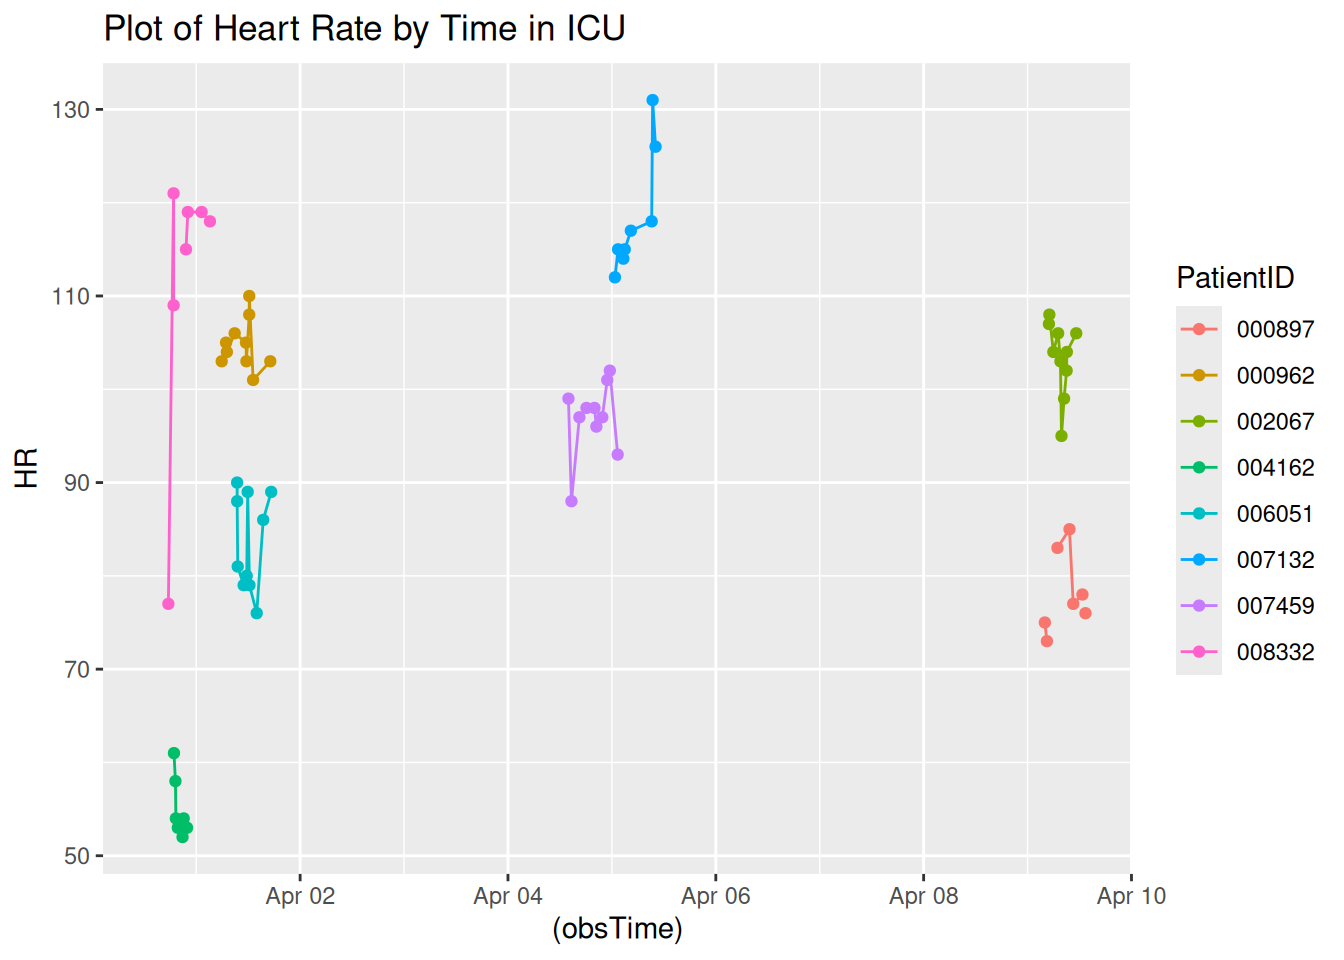 Plot of Heart Rate by Time in ICU
130
110
90
70
50
HR
Apr 02
Apr 04
Apr 06
Apr 08
Apr 10
(obsTime)
PatientID
000897
000962
002067
004162
006051
007132
007459
008332